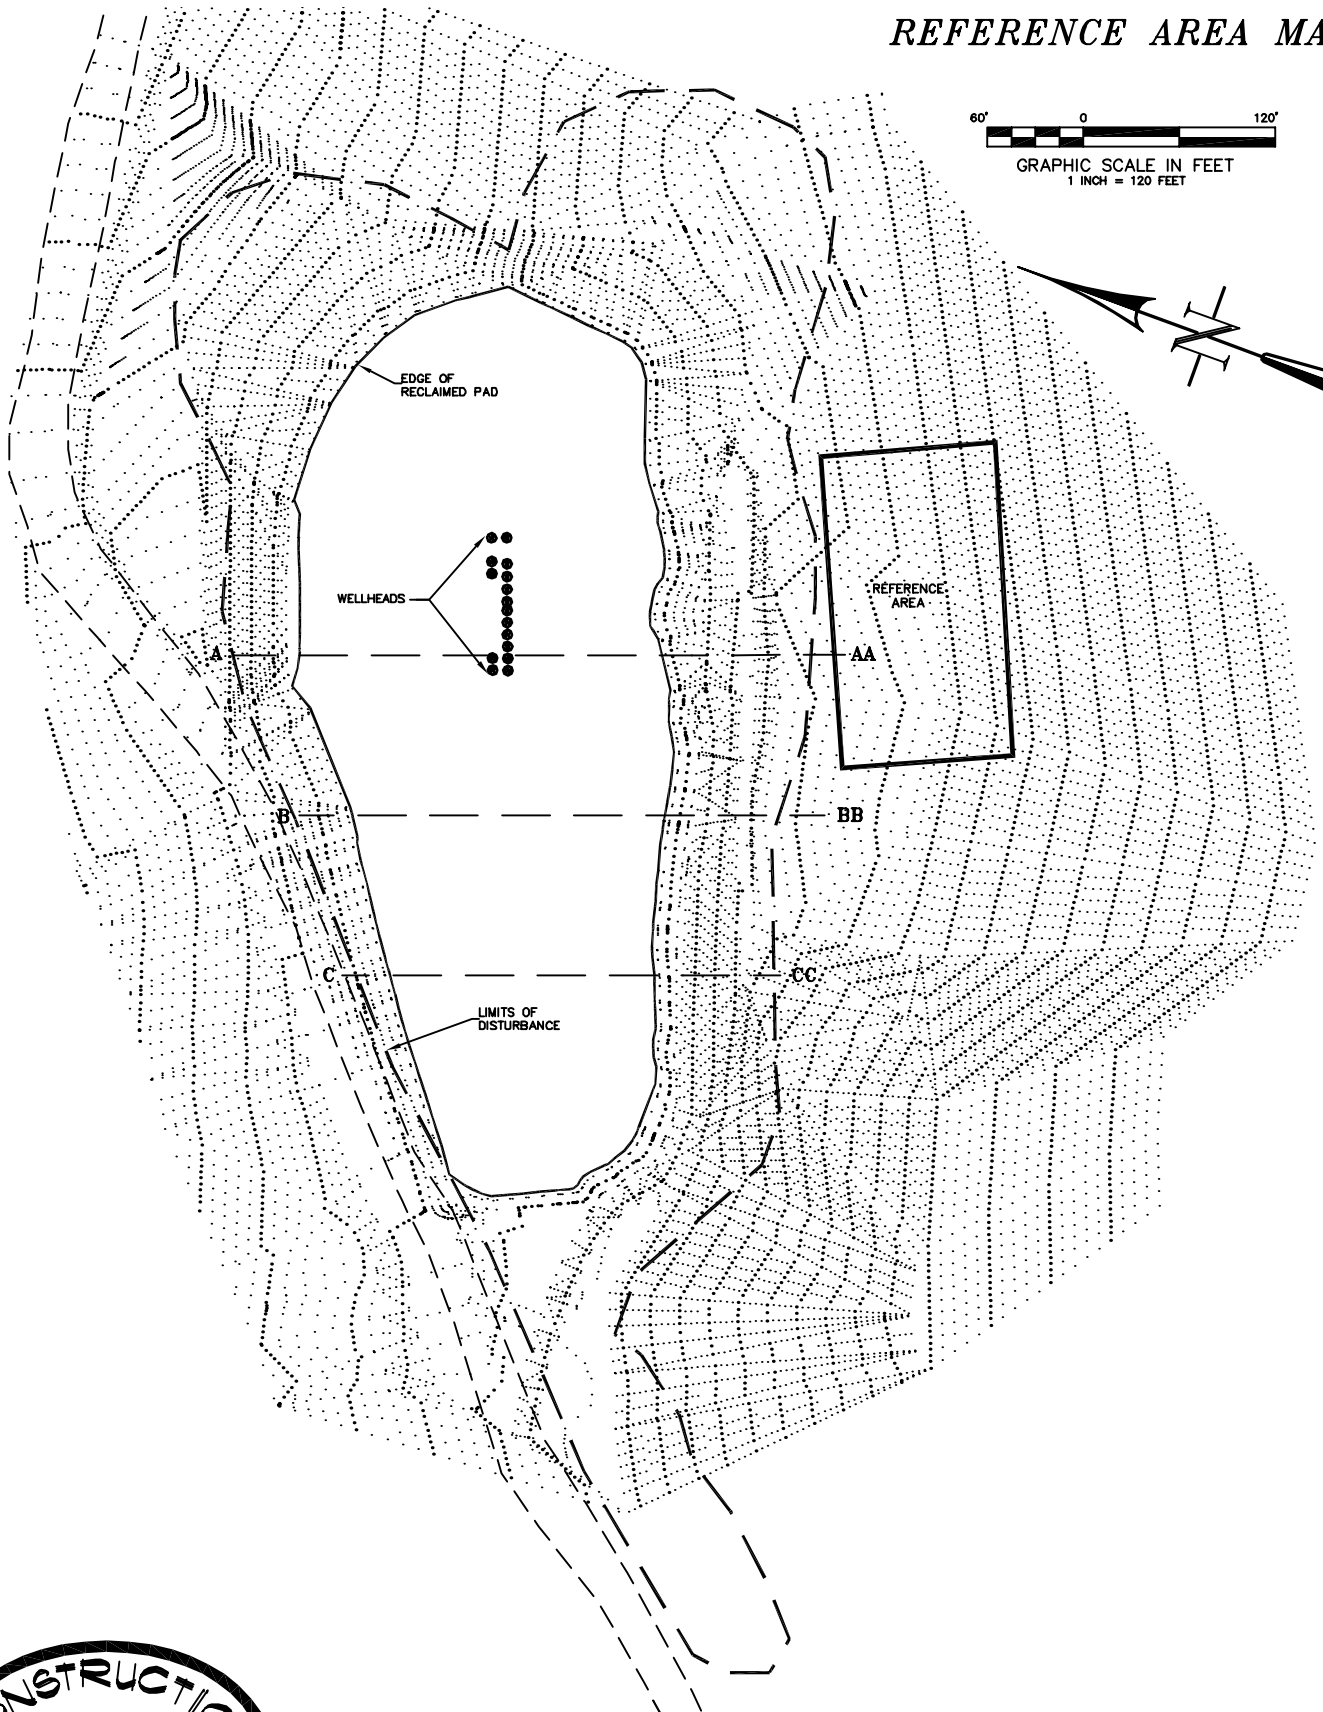 REFERENCE AREA MA
60' 0 120'
GRAPHIC SCALE IN FEET
1 INCH = 120 FEET
EDGE OF
RECLAIMED PAD
WELLHEADS
REFERENCE
AREA
A AA
B BB
C CC
LIMITS OF
DISTURBANCE
NSTRUCTIO